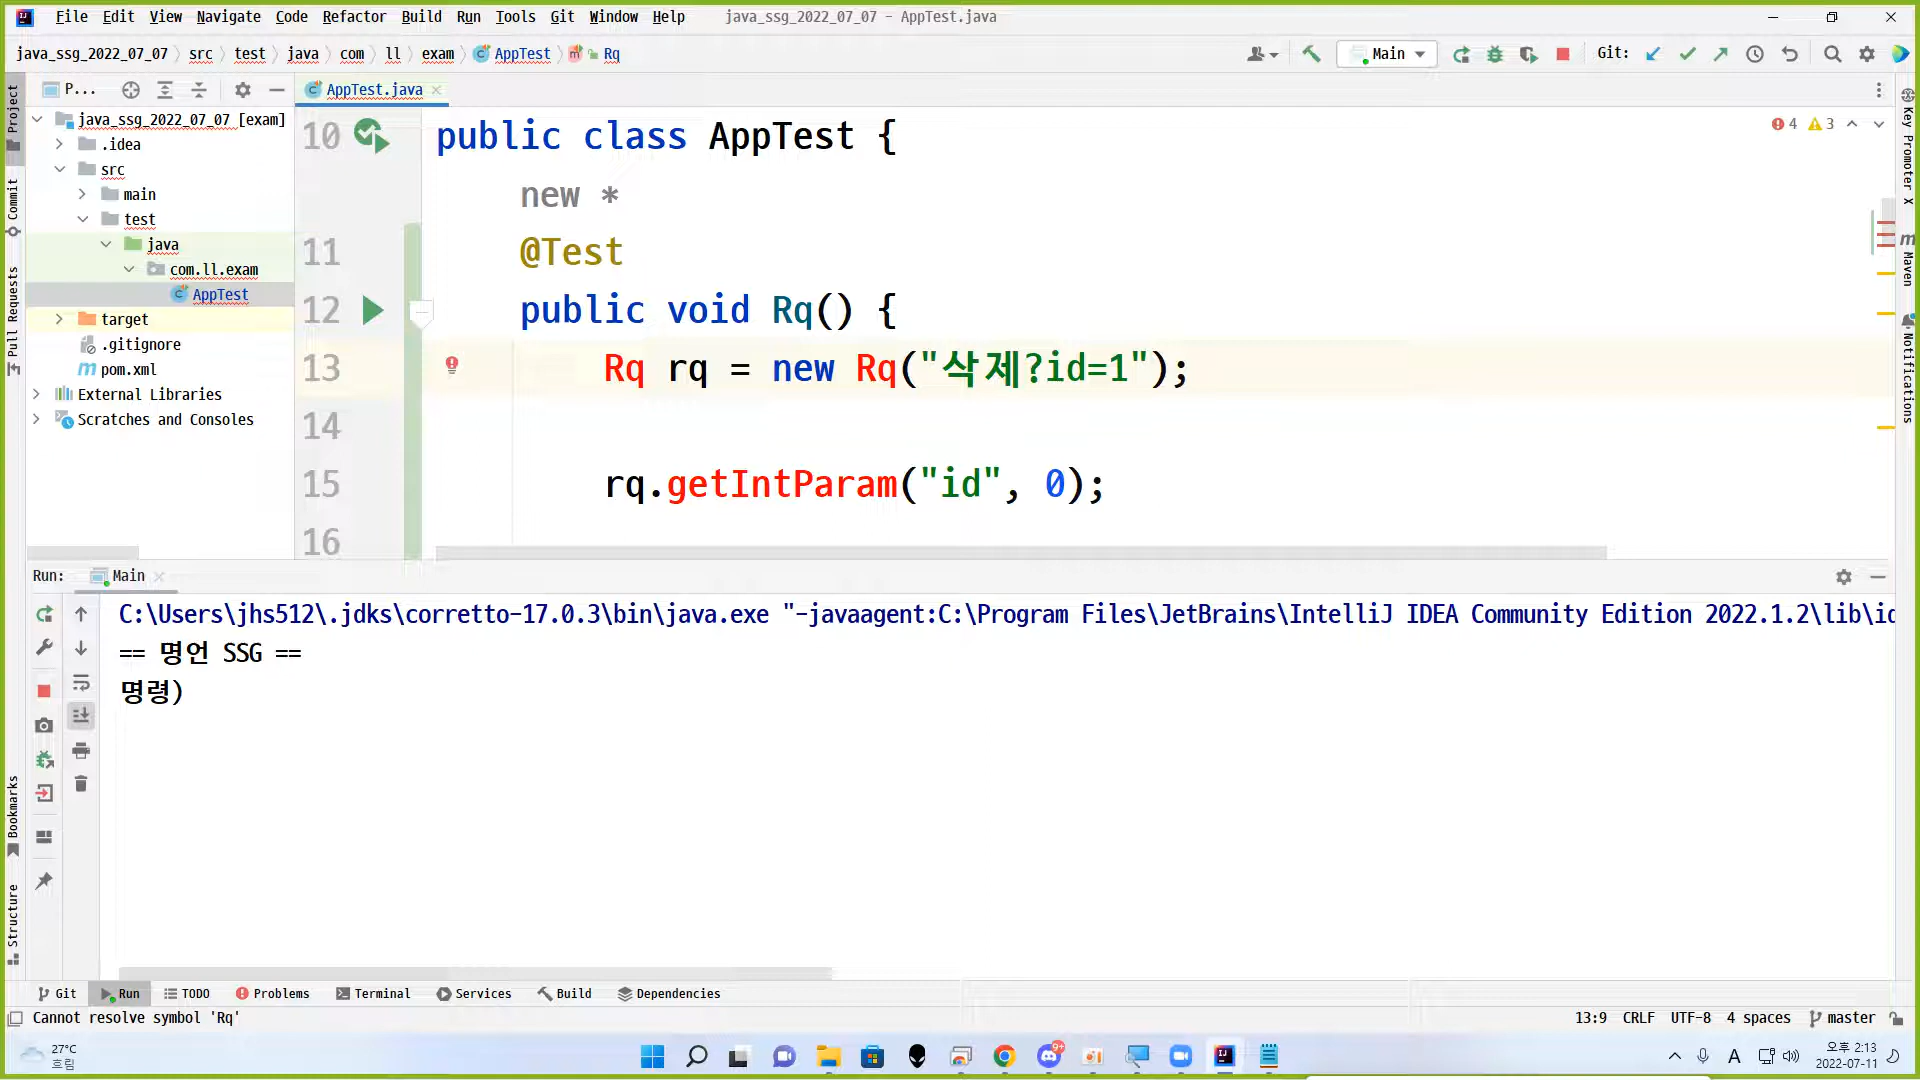 File Edit View Navigate Code Refactor Build Run Tools Git Window Help java_ssg_2022_07_07 - AppTest.java
java_ssg_2022_07_07 src test java com ll exam AppTest Rq Main Git:
Project
Commit
Pull Requests
Bookmarks
Structure
P... AppTest.java
java_ssg_2022_07_07 [exam]
.idea
src
main
test
java
com.ll.exam
AppTest
target
.gitignore
pom.xml
External Libraries
Scratches and Consoles
4 3
10 public class AppTest {
new *
11 @Test
12 public void Rq() {
13 Rq rq = new Rq("삭제?id=1");
14
15 rq.getIntParam("id", 0);
16
Key Promoter X
Maven
Notifications
Run: Main
C:\Users\jhs512\.jdks\corretto-17.0.3\bin\java.exe "-javaagent:C:\Program Files\JetBrains\IntelliJ IDEA Community Edition 2022.1.2\lib\id
== 명언 SSG ==
명령)
Git Run TODO Problems Terminal Services Build Dependencies
Cannot resolve symbol 'Rq' 13:9 CRLF UTF-8 4 spaces master
27°C
흐림
9+
A
오후 2:13
2022-07-11